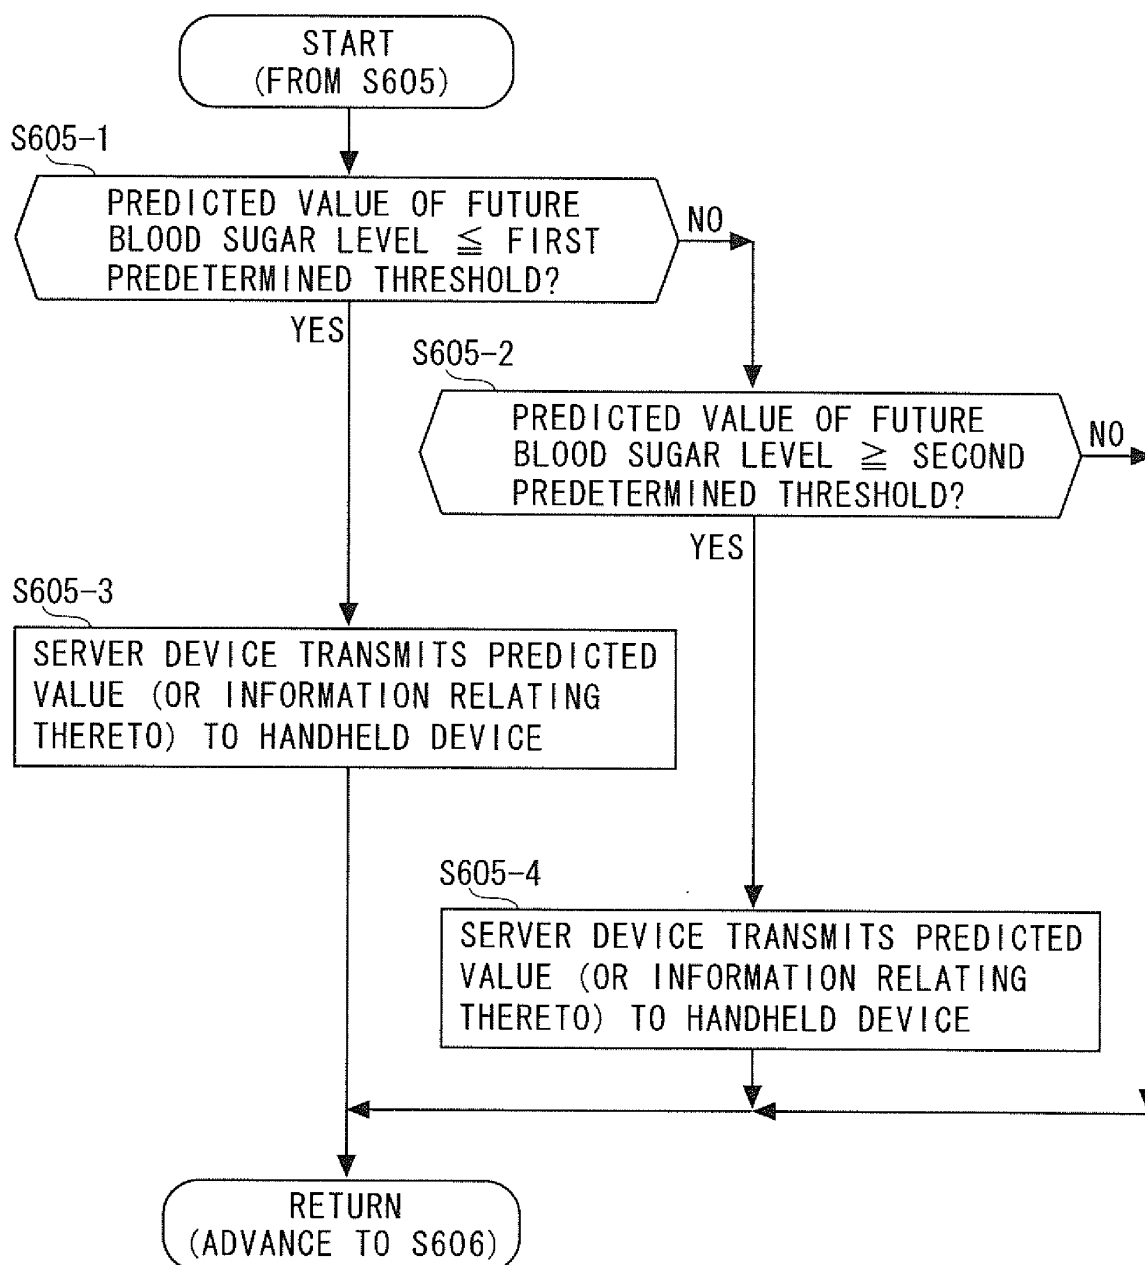 START
(FROM S605)
S605-1
PREDICTED VALUE OF FUTURE
BLOOD SUGAR LEVEL ≦ FIRST
PREDETERMINED THRESHOLD?
NO
YES
S605-2
PREDICTED VALUE OF FUTURE
BLOOD SUGAR LEVEL ≧ SECOND
PREDETERMINED THRESHOLD?
NO
YES
S605-3
SERVER DEVICE TRANSMITS PREDICTED
VALUE (OR INFORMATION RELATING
THERETO) TO HANDHELD DEVICE
S605-4
SERVER DEVICE TRANSMITS PREDICTED
VALUE (OR INFORMATION RELATING
THERETO) TO HANDHELD DEVICE
RETURN
(ADVANCE TO S606)